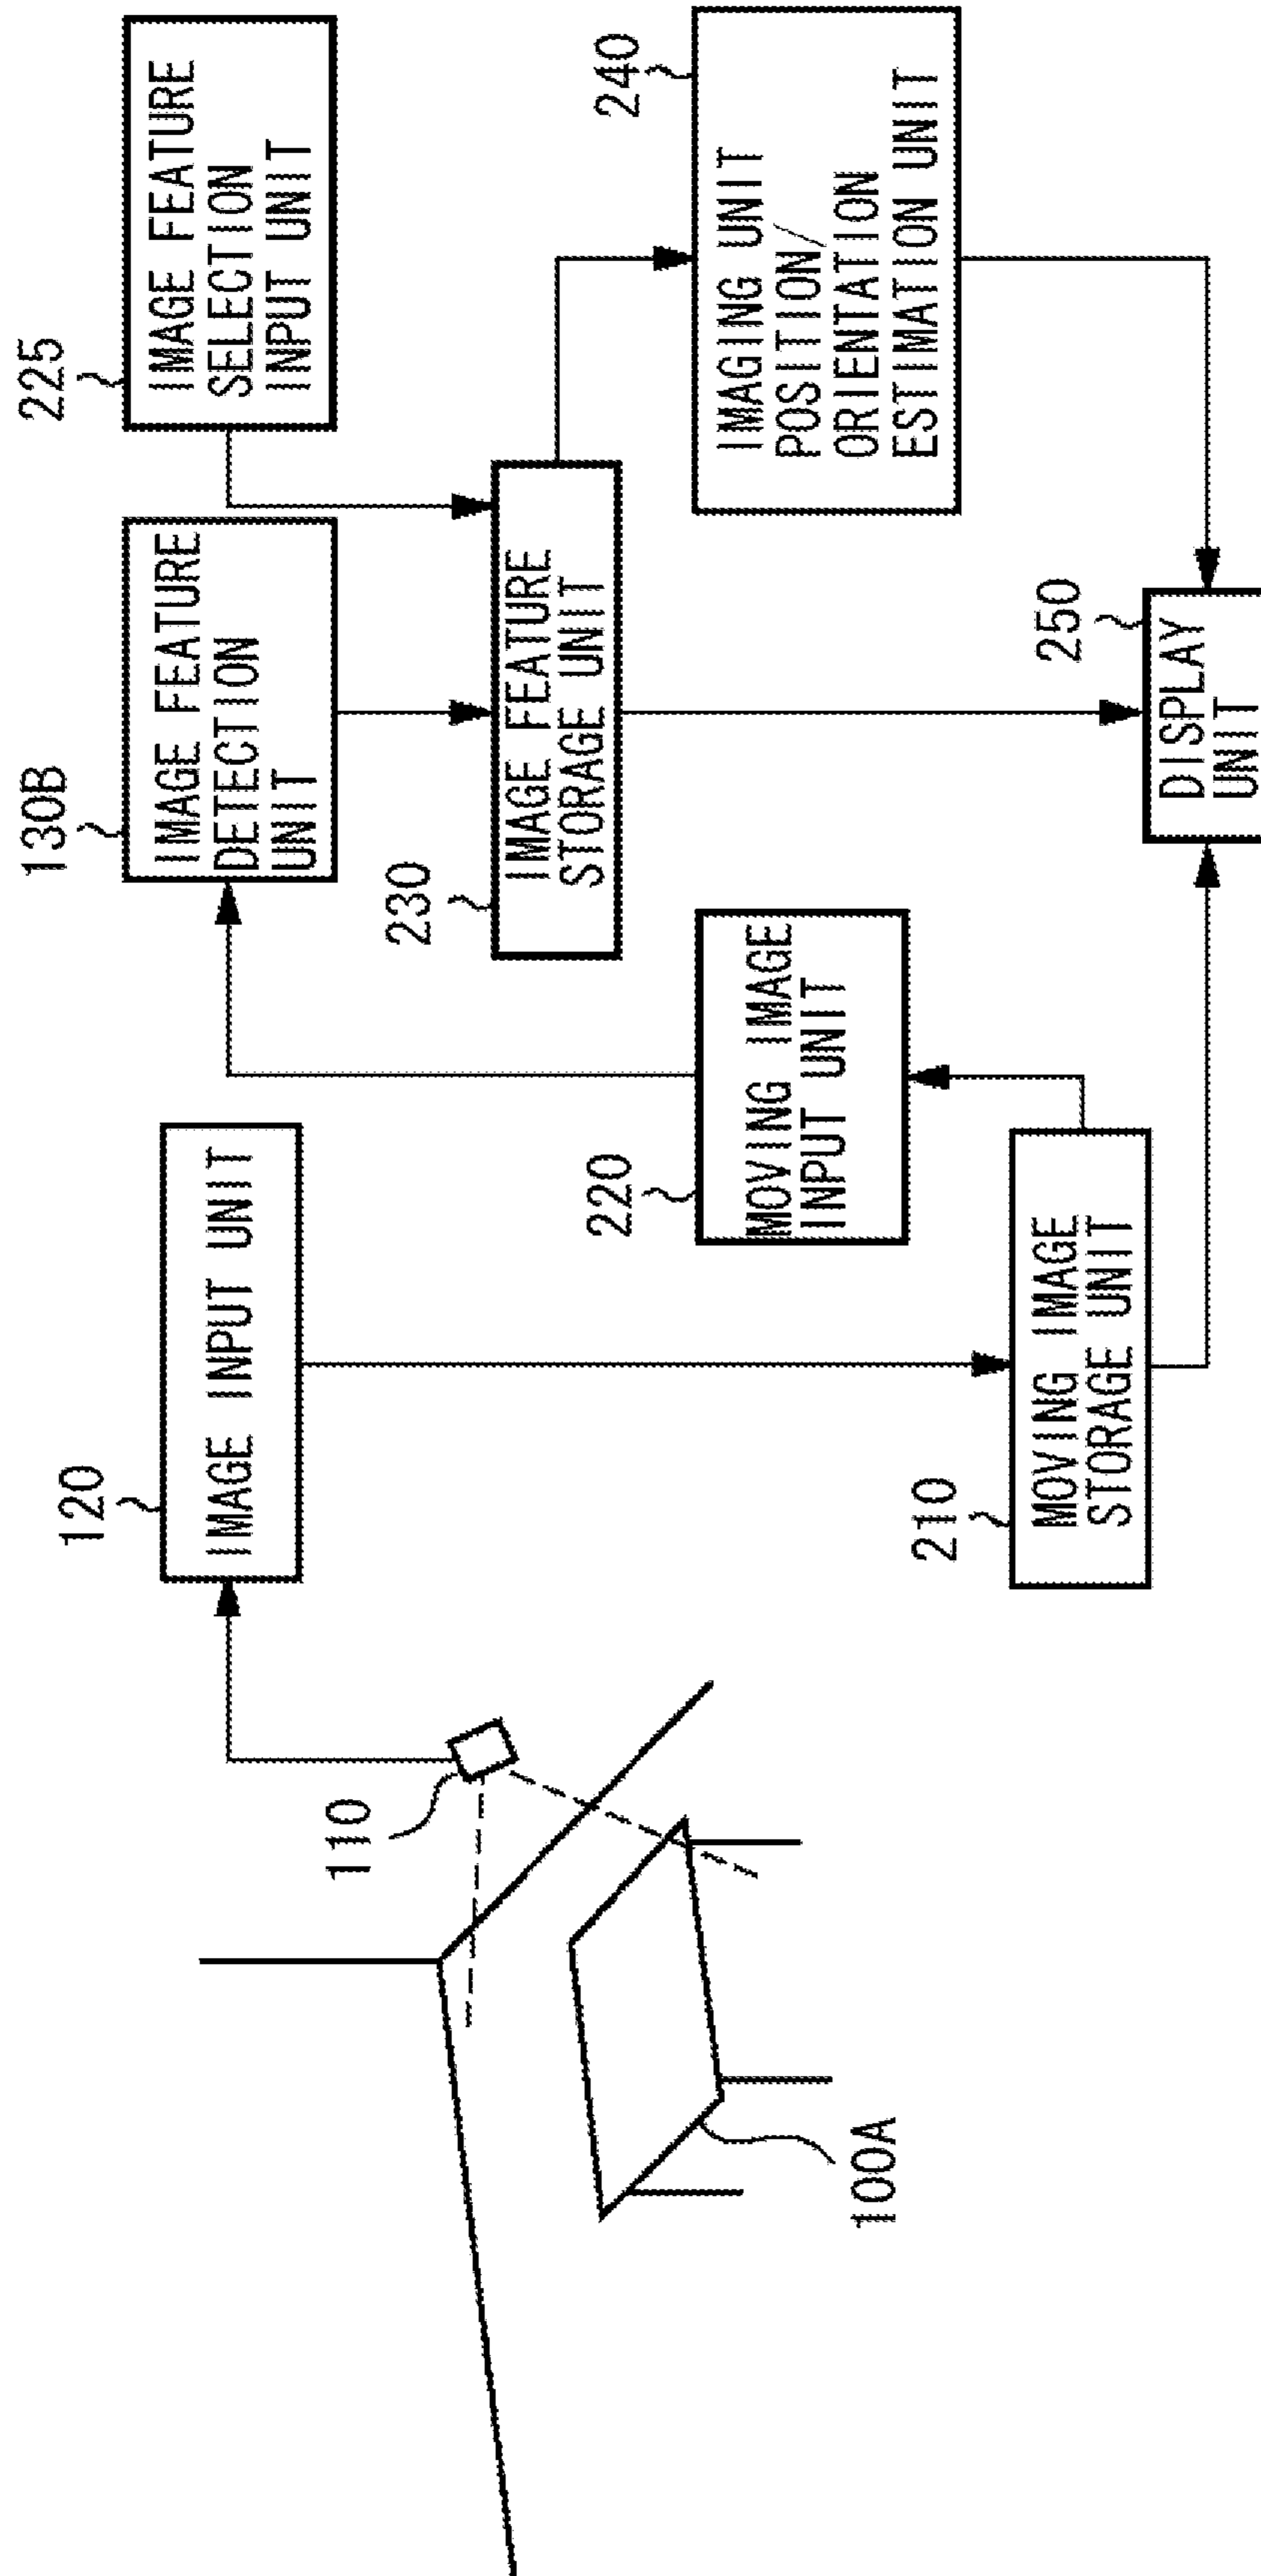 110
100A
120
IMAGE INPUT UNIT
130B
IMAGE FEATURE
DETECTION
UNIT
225
IMAGE FEATURE
SELECTION
INPUT UNIT
230
IMAGE FEATURE
STORAGE UNIT
220
MOVING IMAGE
INPUT UNIT
240
IMAGING UNIT
POSITION/
ORIENTATION
ESTIMATION UNIT
210
MOVING IMAGE
STORAGE UNIT
250
DISPLAY
UNIT